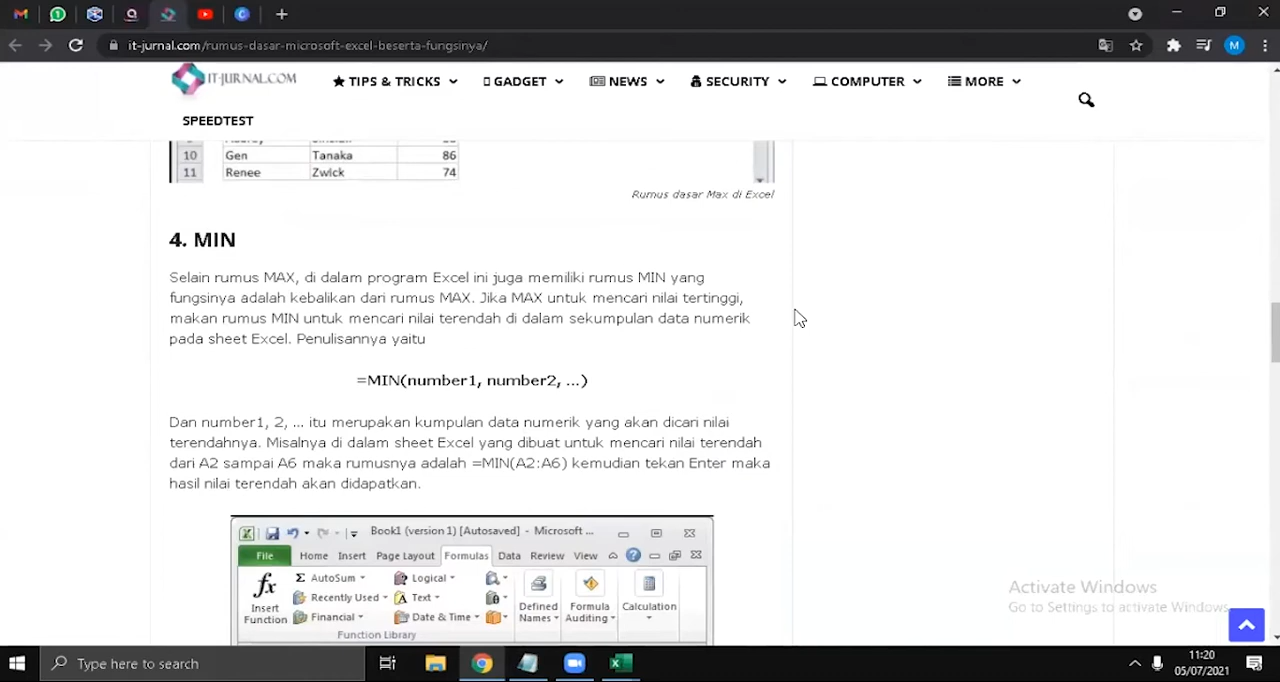 it-jurnal.com/rumus-dasar-microsoft-excel-beserta-fungsinya/
M
IT-JURNAL.COM
TIPS & TRICKS
GADGET
NEWS
SECURITY
COMPUTER
MORE
SPEEDTEST
10 Gen Tanaka 86
11 Renee Zwick 74
Rumus dasar Max di Excel
4. MIN
Selain rumus MAX, di dalam program Excel ini juga memiliki rumus MIN yang
fungsinya adalah kebalikan dari rumus MAX. Jika MAX untuk mencari nilai tertinggi,
makan rumus MIN untuk mencari nilai terendah di dalam sekumpulan data numerik
pada sheet Excel. Penulisannya yaitu
=MIN(number1, number2, ...)
Dan number1, 2, ... itu merupakan kumpulan data numerik yang akan dicari nilai
terendahnya. Misalnya di dalam sheet Excel yang dibuat untuk mencari nilai terendah
dari A2 sampai A6 maka rumusnya adalah =MIN(A2:A6) kemudian tekan Enter maka
hasil nilai terendah akan didapatkan.
Book1 (version 1) [Autosaved] - Microsoft ...
File Home Insert Page Layout Formulas Data Review View
fx
Insert
Function
Σ AutoSum
Recently Used
Financial
Logical
Text
Date & Time
Function Library
Defined
Names
Formula
Auditing
Calculation
Activate Windows
Go to Settings to activate Windows.
Type here to search
11:20
05/07/2021